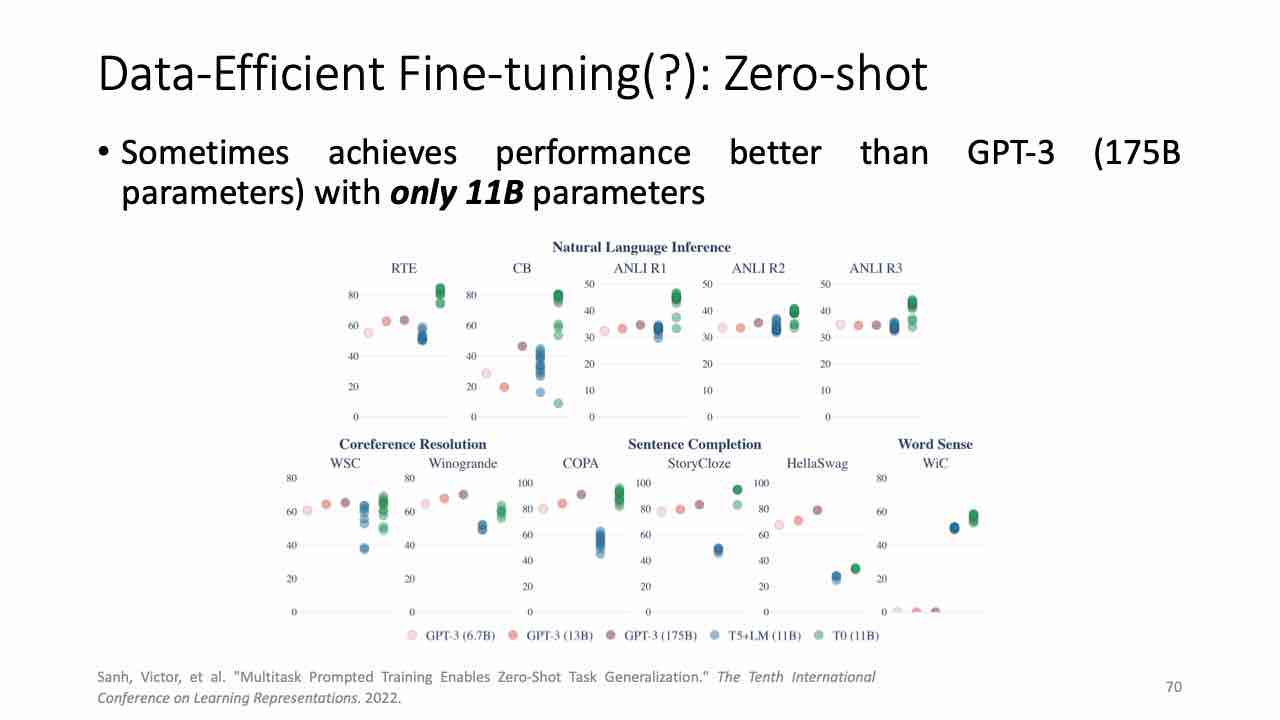 Data-Efficient Fine-tuning(?): Zero-shot
• Sometimes achieves performance better than GPT-3 (175B
parameters) with only 11B parameters
Natural Language Inference
RTE CB ANLI R1 ANLI R2 ANLI R3
80 80 50 50 50
60 60 40 40 40
40 40 30 30 30
20 20 20 20 20
0 0 10 10 10
0 0 0
Coreference Resolution Sentence Completion Word Sense
WSC Winogrande COPA StoryCloze HellaSwag WiC
80 80 100 100 100 80
60 60 80 80 80 60
40 40 60 60 60 40
20 20 40 40 40 20
0 0 20 20 20 0
0 0 0
GPT-3 (6.7B) GPT-3 (13B) GPT-3 (175B) T5+LM (11B) T0 (11B)
Sanh, Victor, et al. "Multitask Prompted Training Enables Zero-Shot Task Generalization." The Tenth International
Conference on Learning Representations. 2022.
70